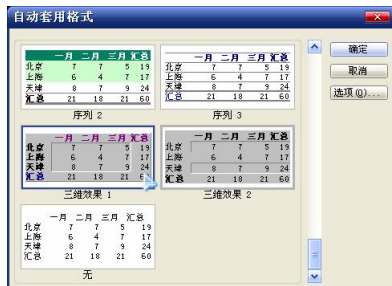 自动套用格式
一月 二月 三月 汇总
北京 7 7 5 19
上海 6 4 7 17
天津 8 7 9 24
汇总 21 18 21 60
序列 2
一月 二月 三月 汇总
北京 7 7 5 19
上海 6 4 7 17
天津 8 7 9 24
汇总 21 18 21 60
序列 3
一月 二月 三月 汇总
北京 7 7 5 19
上海 6 4 7 17
天津 8 7 9 24
汇总 21 18 21
三维效果 1
一月 二月 三月 汇总
北京 7 7 5 19
上海 6 4 7 17
天津 8 7 9 24
汇总 21 18 21 60
三维效果 2
一月 二月 三月 汇总
北京 7 7 5 19
上海 6 4 7 17
天津 8 7 9 24
汇总 21 18 21 60
无
确定
取消
选项(O)...